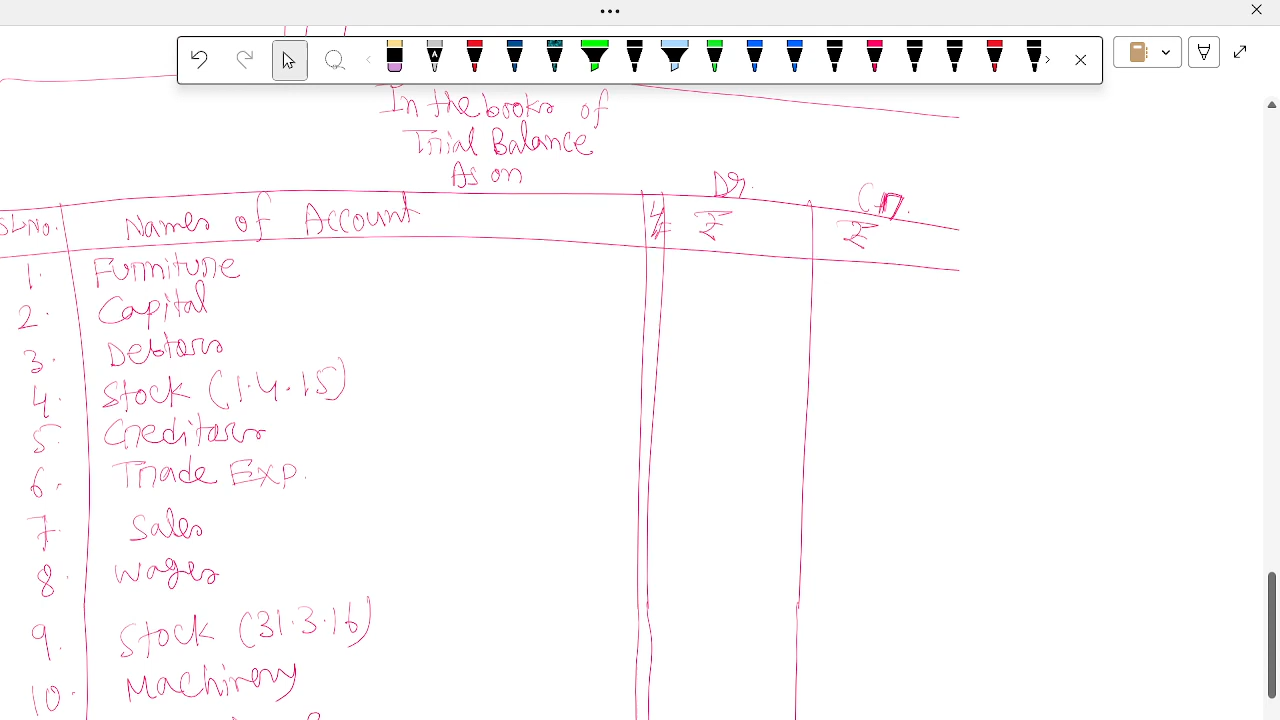 In the books of
Trial Balance
As on
Dr. Cr.
Sl.No. Names of Account ₹ ₹
1. Furniture
2. Capital
3. Debtors
4. Stock (1.4.15)
5. Creditors
6. Trade Exp.
7. Sales
8. Wages
9. Stock (31.3.16)
10. Machinery